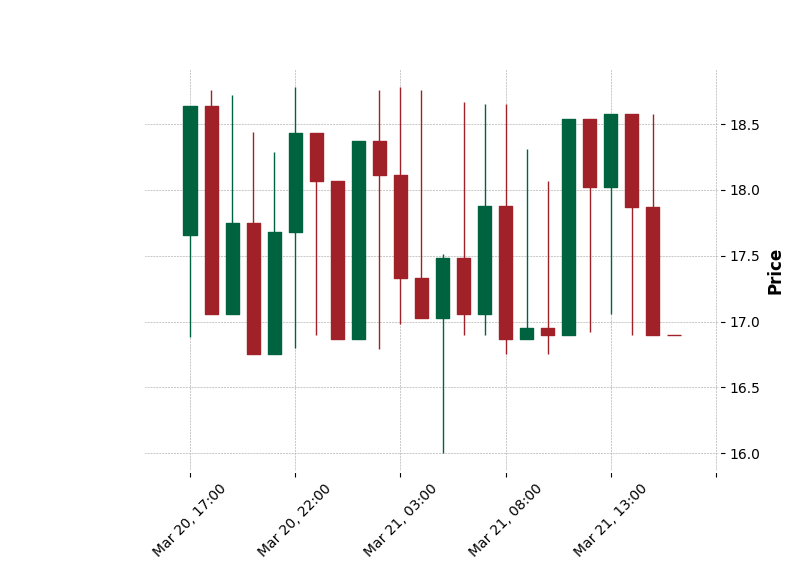 18.5
18.0
17.5
17.0
16.5
16.0
Price
Mar 20, 17:00
Mar 20, 22:00
Mar 21, 03:00
Mar 21, 08:00
Mar 21, 13:00